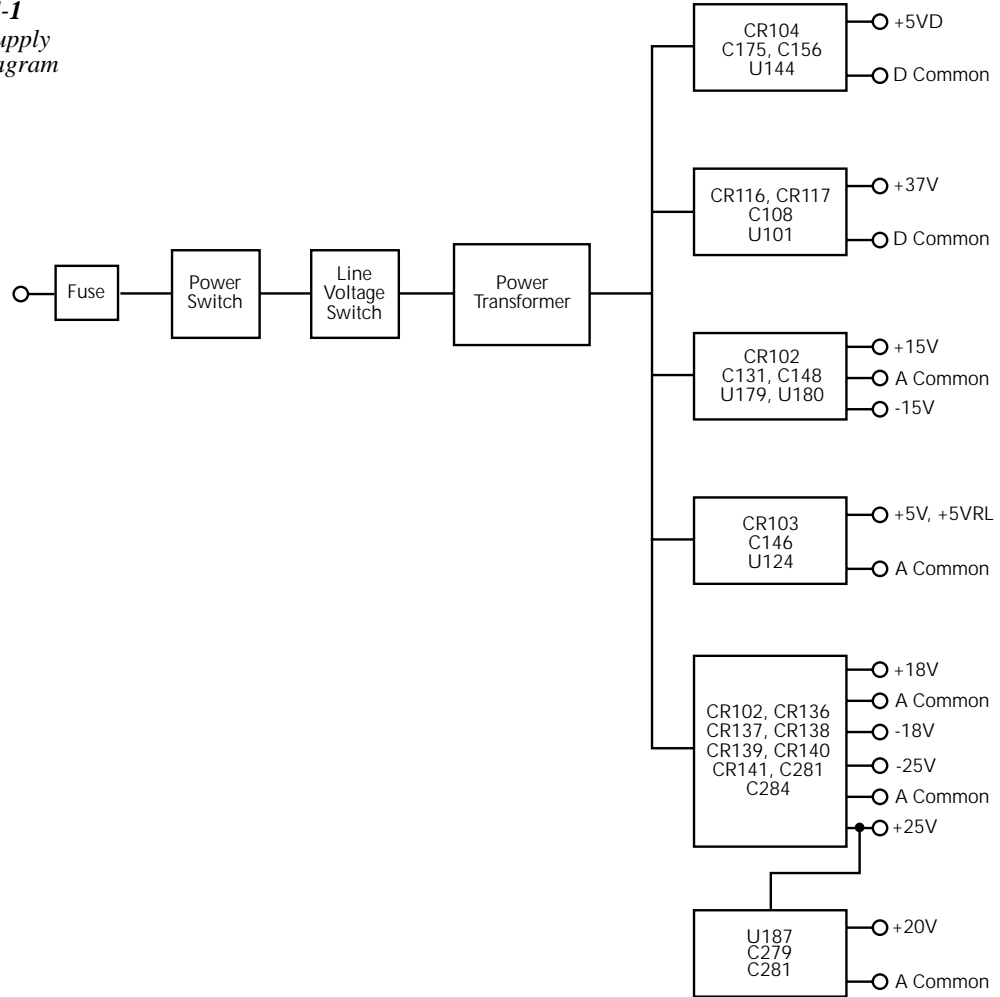 -1
upply
agram
CR104
C175, C156
U144
+5VD
D Common
CR116, CR117
C108
U101
+37V
D Common
Fuse
Power
Switch
Line
Voltage
Switch
Power
Transformer
CR102
C131, C148
U179, U180
+15V
A Common
-15V
CR103
C146
U124
+5V, +5VRL
A Common
CR102, CR136
CR137, CR138
CR139, CR140
CR141, C281
C284
+18V
A Common
-18V
-25V
A Common
+25V
U187
C279
C281
+20V
A Common